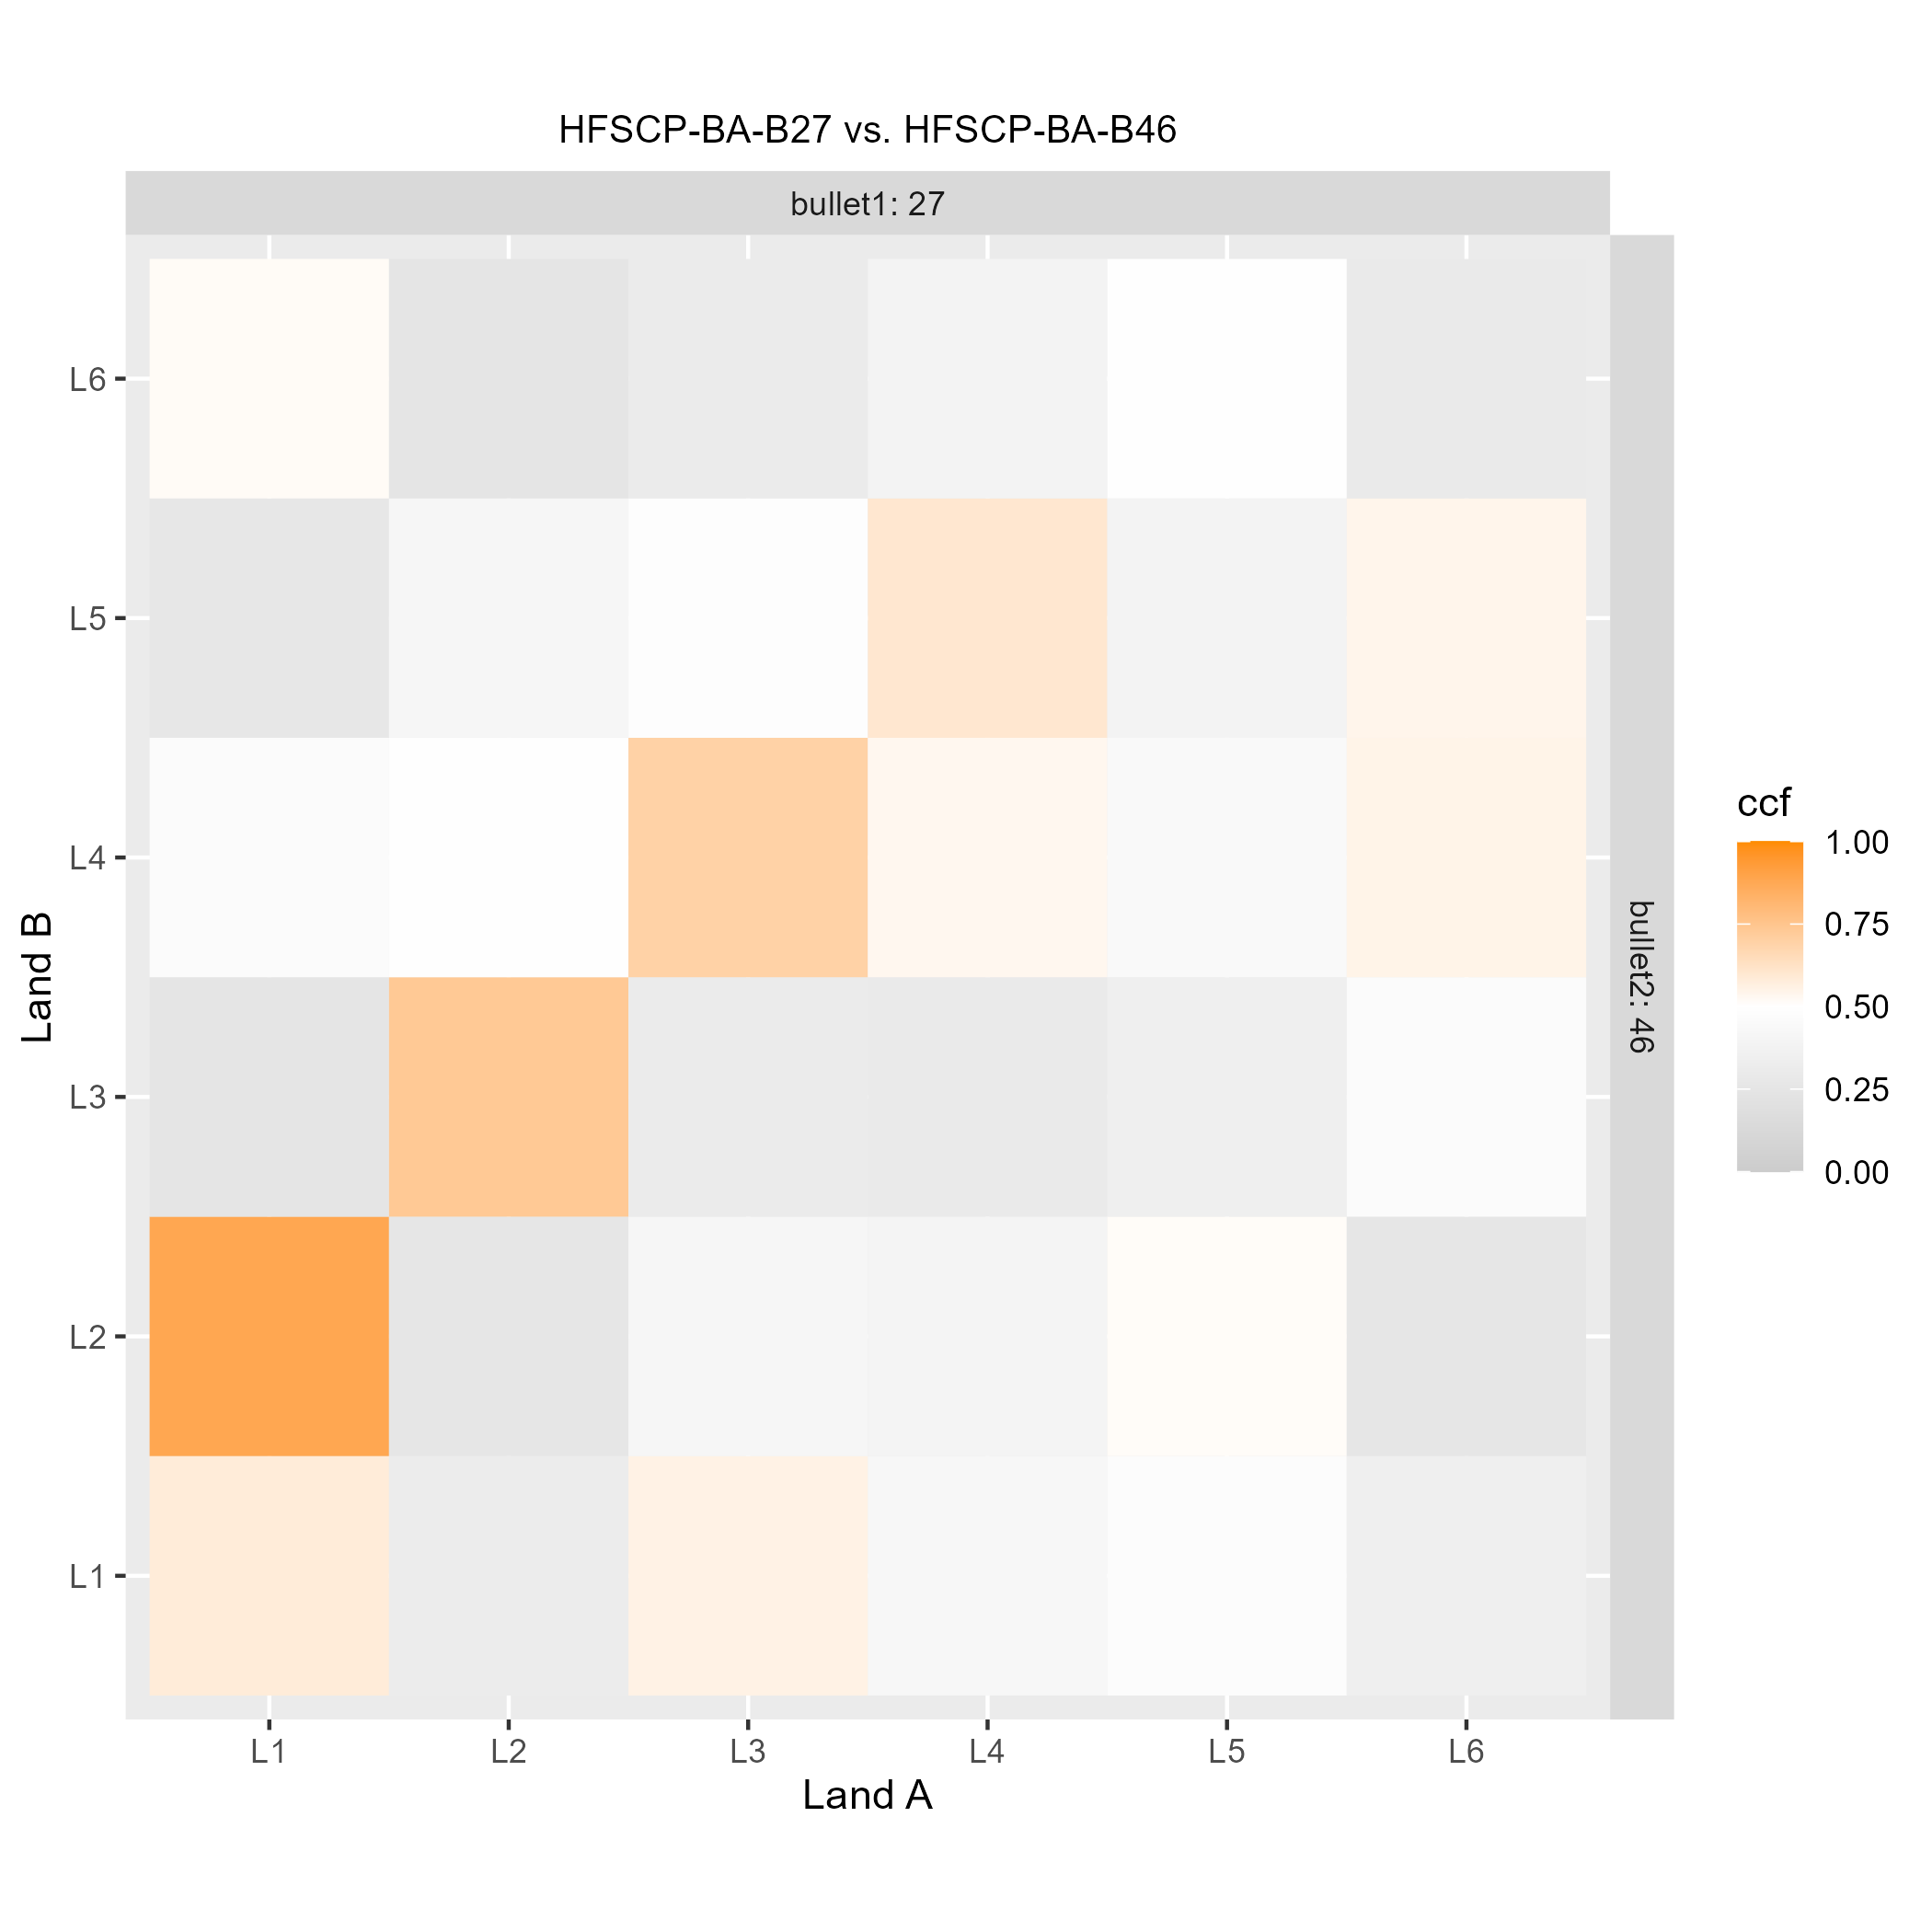 HFSCP-BA-B27 vs. HFSCP-BA-B46
bullet1: 27
L6
L5
L4
L3
L2
L1
Land B
bullet2: 46
L1 L2 L3 L4 L5 L6
Land A
ccf
1.00
0.75
0.50
0.25
0.00